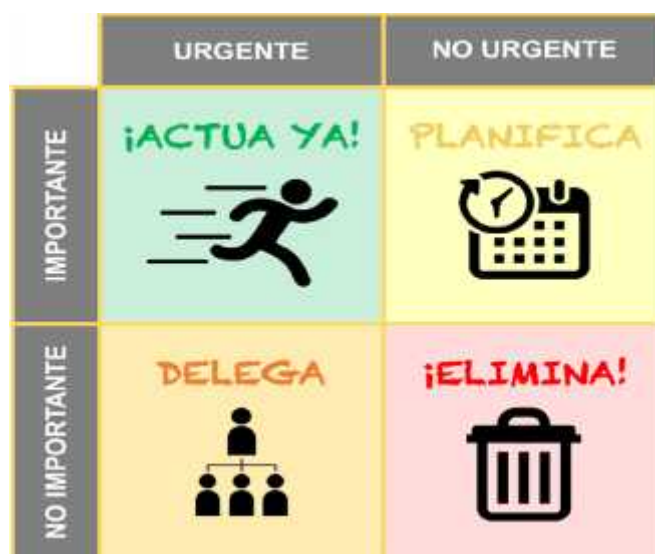 URGENTE
NO URGENTE
IMPORTANTE
¡ACTUA YA!
PLANIFICA
NO IMPORTANTE
DELEGA
¡ELIMINA!